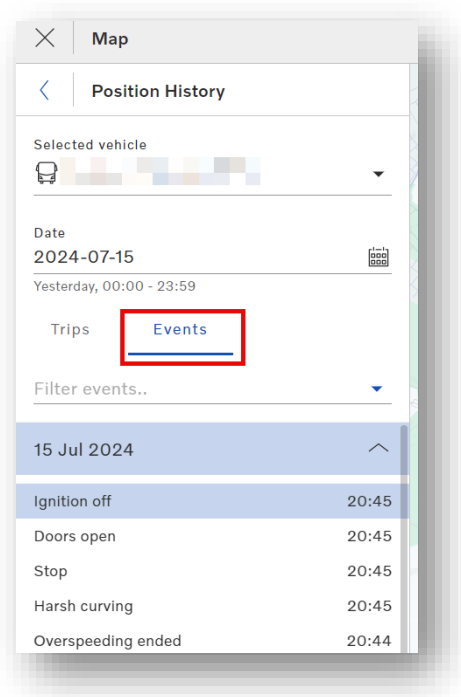 Map
Position History
Selected vehicle
Date
2024-07-15
Yesterday, 00:00 - 23:59
Trips Events
Filter events..
15 Jul 2024
Ignition off 20:45
Doors open 20:45
Stop 20:45
Harsh curving 20:45
Overspeeding ended 20:44